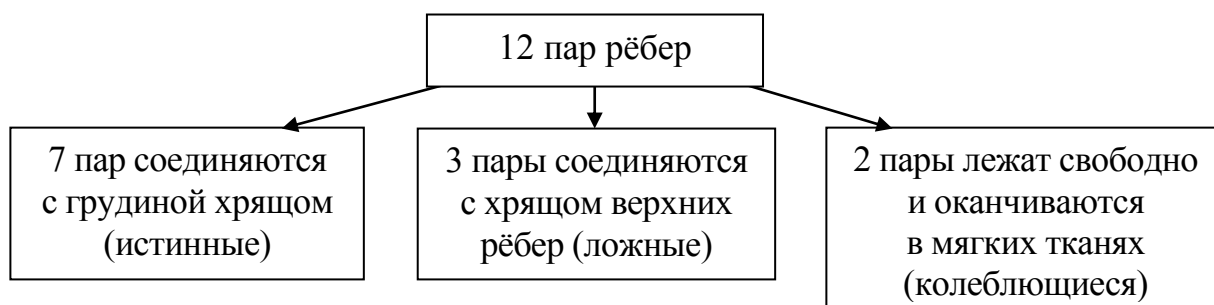 12 пар рёбер
7 пар соединяются
с грудиной хрящом
(истинные)
3 пары соединяются
с хрящом верхних
рёбер (ложные)
2 пары лежат свободно
и оканчиваются
в мягких тканях
(колеблющиеся)